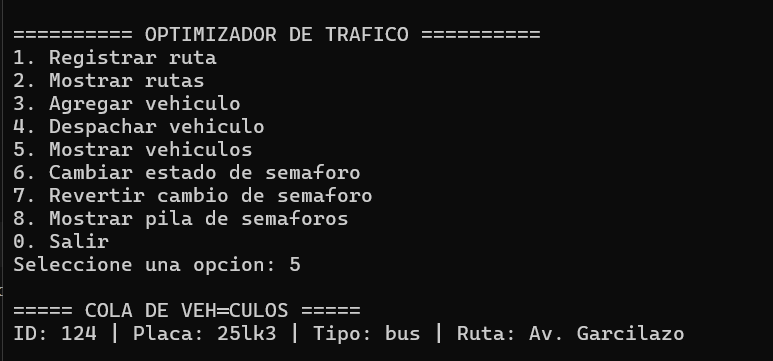 ========== OPTIMIZADOR DE TRAFICO ==========
1. Registrar ruta
2. Mostrar rutas
3. Agregar vehiculo
4. Despachar vehiculo
5. Mostrar vehiculos
6. Cambiar estado de semaforo
7. Revertir cambio de semaforo
8. Mostrar pila de semaforos
0. Salir
Seleccione una opcion: 5
===== COLA DE VEH═CULOS =====
ID: 124 | Placa: 25lk3 | Tipo: bus | Ruta: Av. Garcilazo